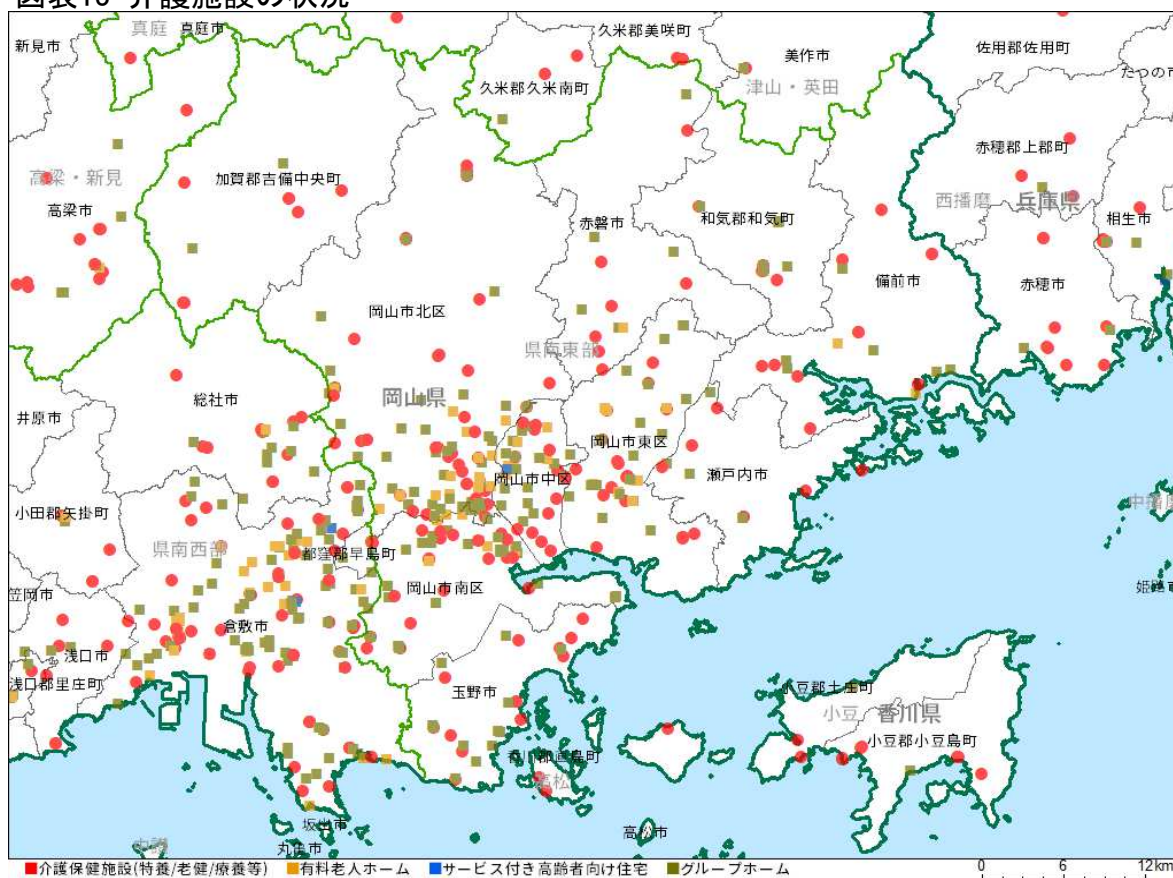 図表16 介護施設の状況
真庭 真庭市
新見市
久米郡美咲町
美作市
佐用郡佐用町
たつの市
久米郡久米南町
津山・英田
赤穂郡上郡町
高梁・新見
加賀郡吉備中央町
西播磨 兵庫県
高梁市
赤磐市
和気郡和気町
相生市
備前市
赤穂市
岡山市北区
県南東部
岡山県
総社市
井原市
岡山市東区
岡山市中区
瀬戸内市
小田郡矢掛町
県南西部
都窪郡早島町
岡山市南区
笠岡市
姫路市
倉敷市
浅口市
浅口郡里庄町
玉野市
小豆郡土庄町
小豆 香川県
小豆郡小豆島町
香川郡直島町
高松
坂出市
高松市
中讃
丸亀市
介護保健施設(特養/老健/療養等) 有料老人ホーム サービス付き高齢者向け住宅 グループホーム
0 6 12km